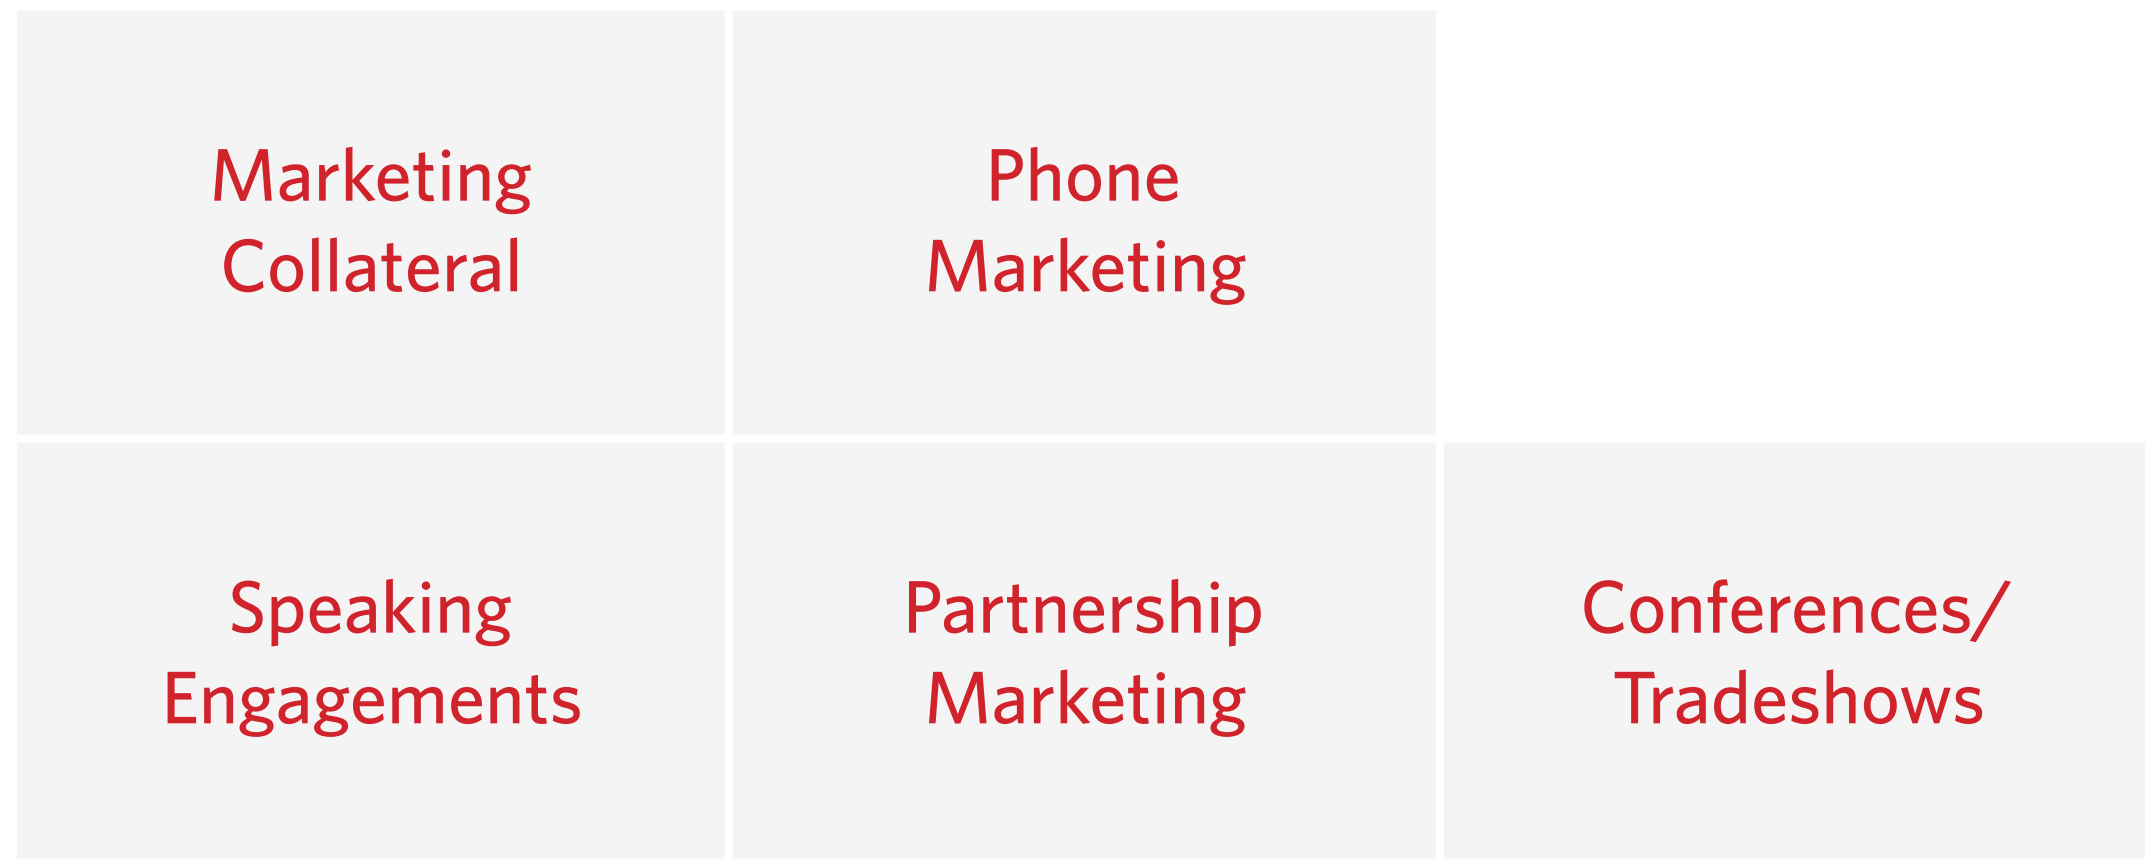 Marketing
Collateral
Phone
Marketing
Speaking
Engagements
Partnership
Marketing
Conferences/
Tradeshows